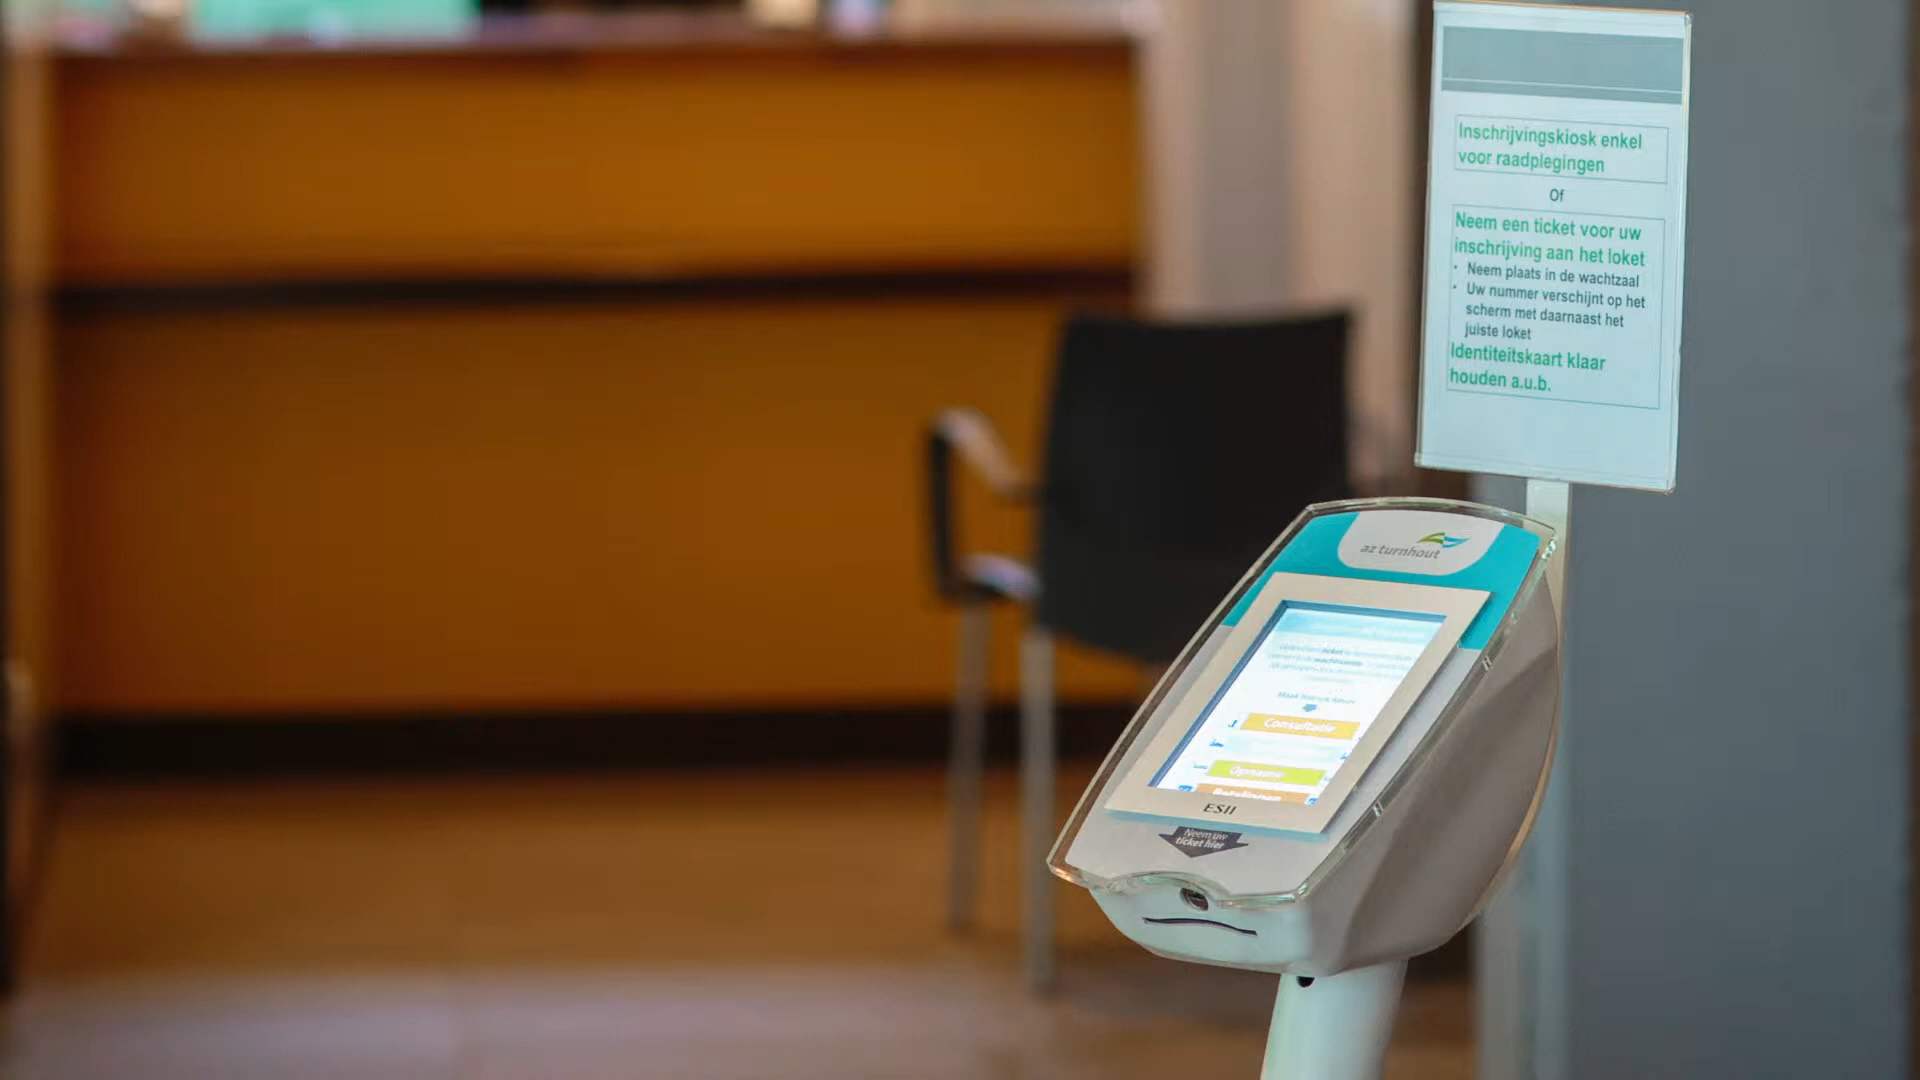 Inschrijvingskiosk enkel
voor raadplegingen
Of
Neem een ticket voor uw
inschrijving aan het loket
• Neem plaats in de wachtzaal
• Uw nummer verschijnt op het
scherm met daarnaast het
juiste loket
Identiteitskaart klaar
houden a.u.b.
az turnhout
Consultatie
Opname
ESII
Neem uw
ticket hier